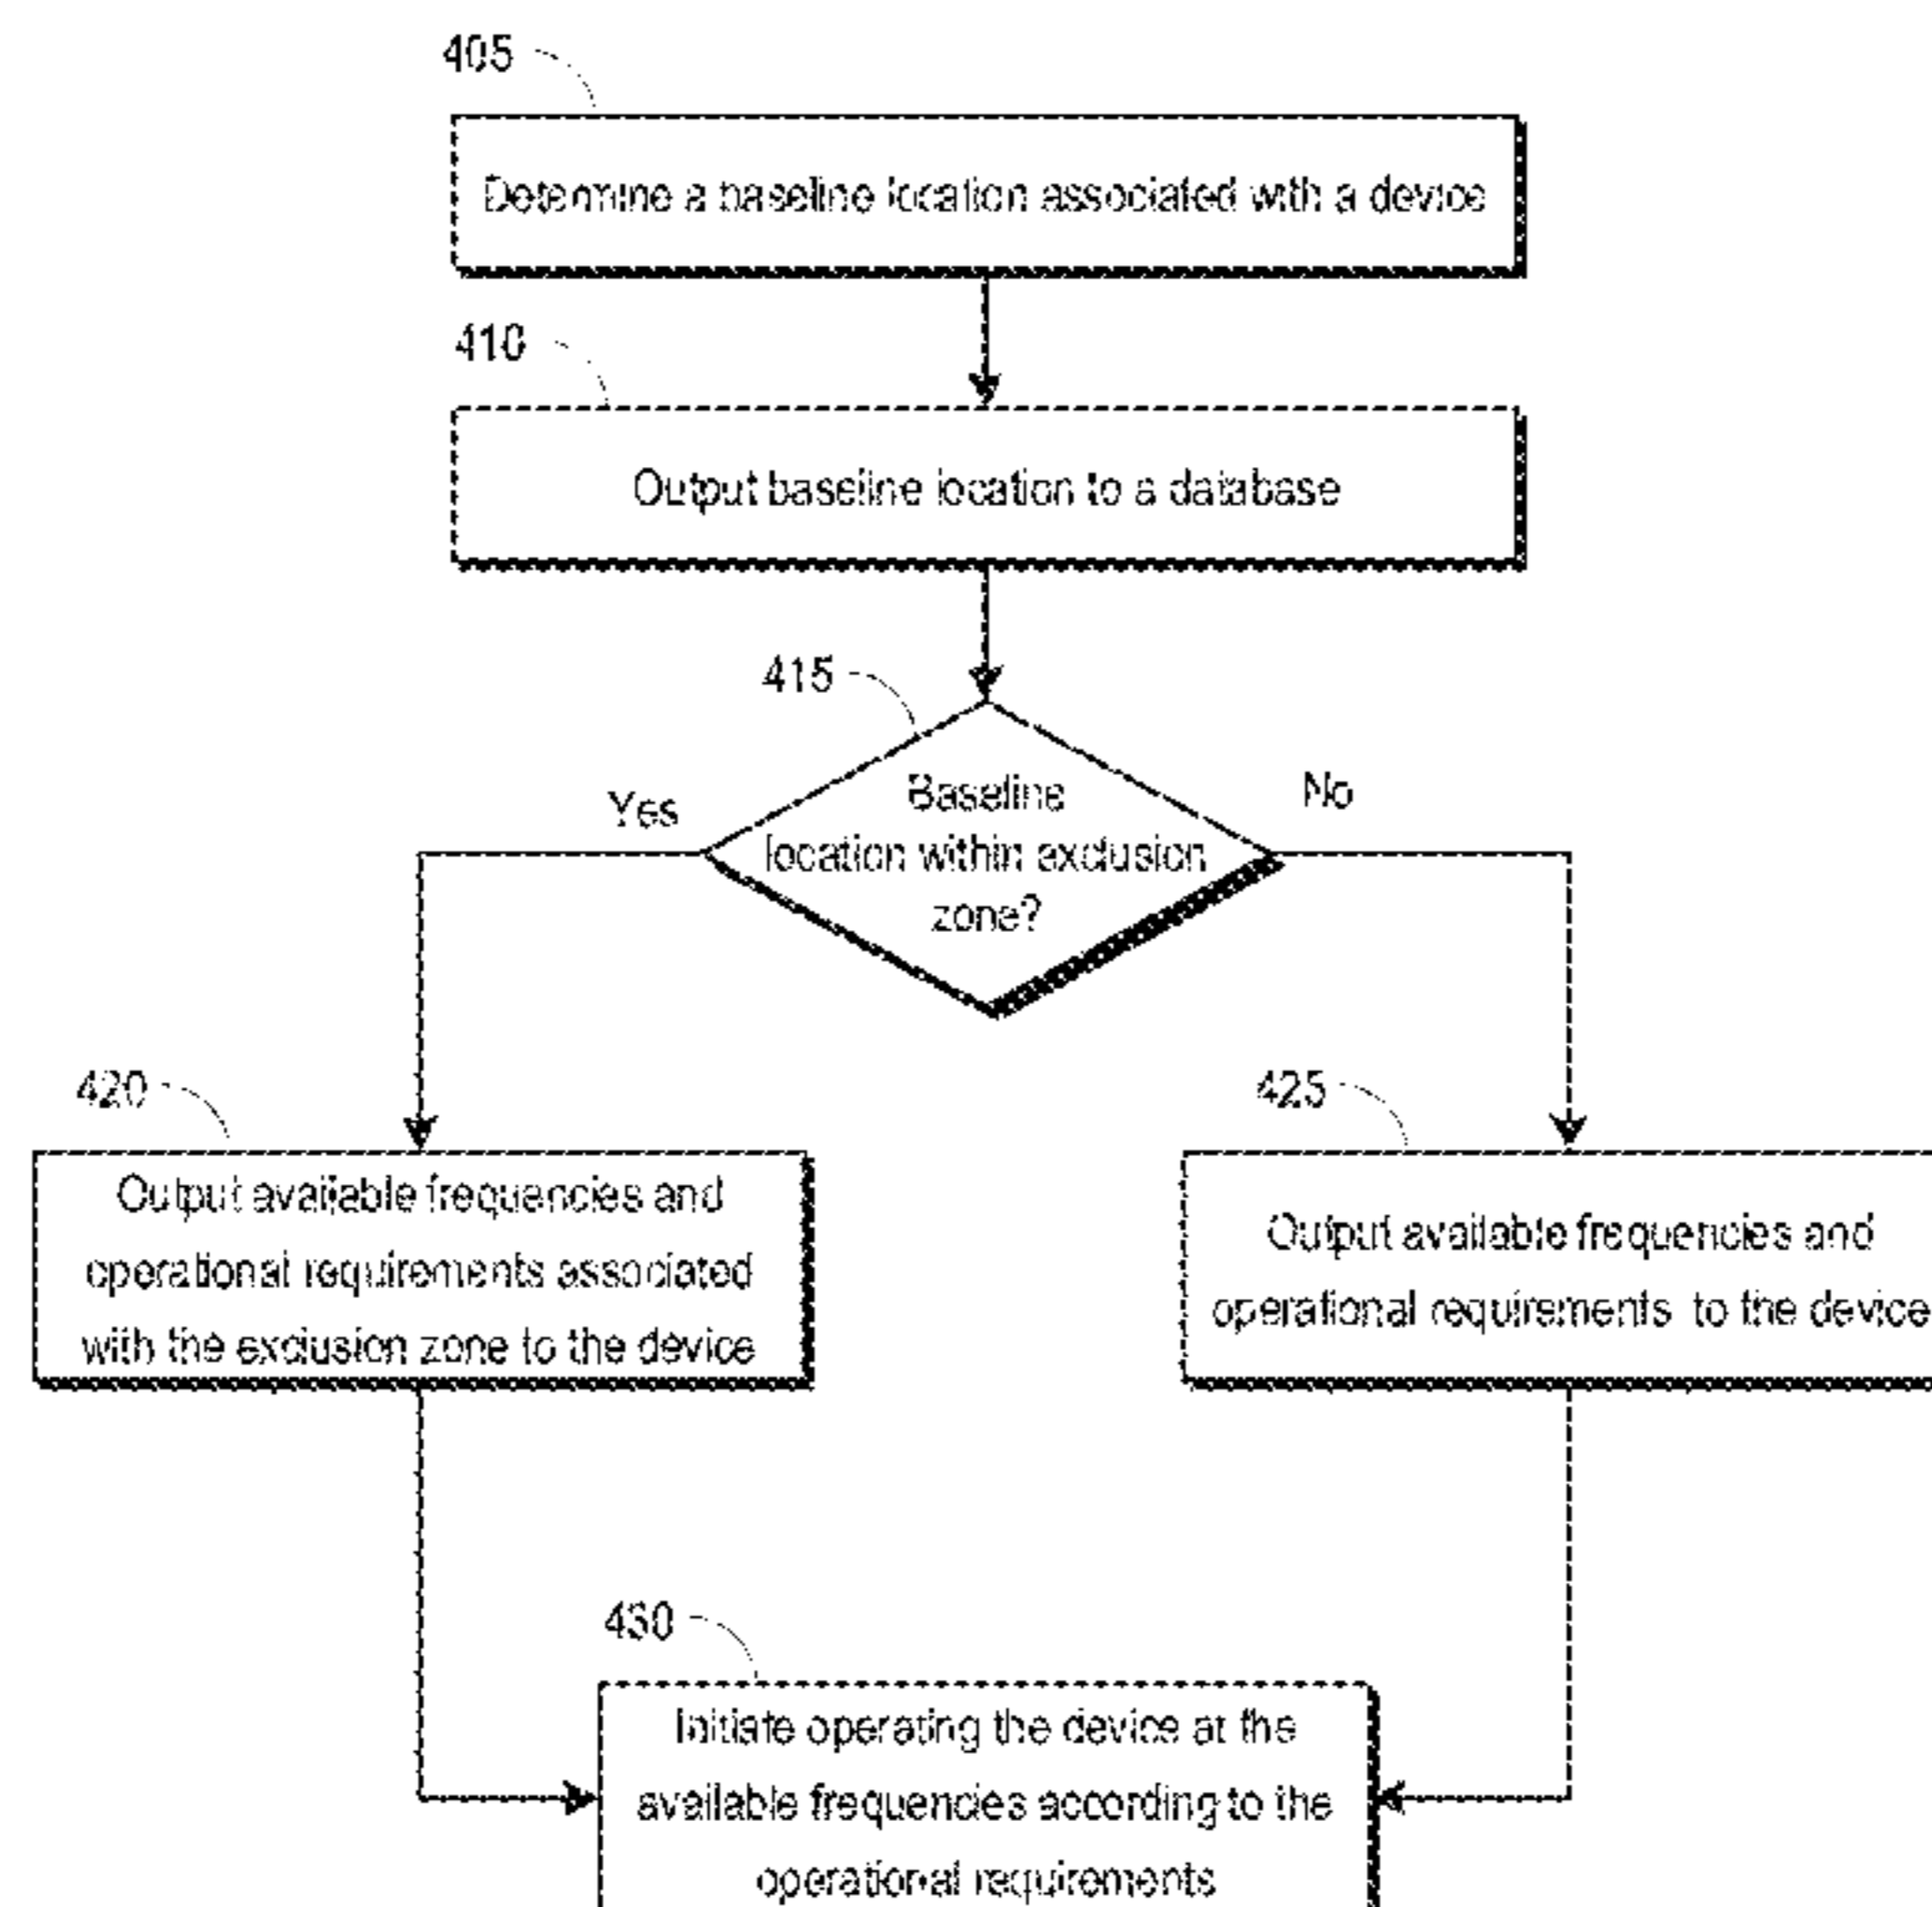 405
Determine a baseline location associated with a device
410
Output baseline location to a database
415
Baseline
location within exclusion
zone?
Yes
No
420
Output available frequencies and
operational requirements associated
with the exclusion zone to the device
425
Output available frequencies and
operational requirements to the device
430
Initiate operating the device at the
available frequencies according to the
operational requirements